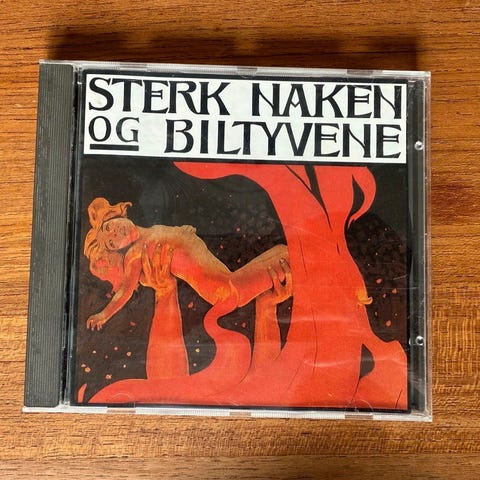 STERK NAKEN
OG BILTYVENE